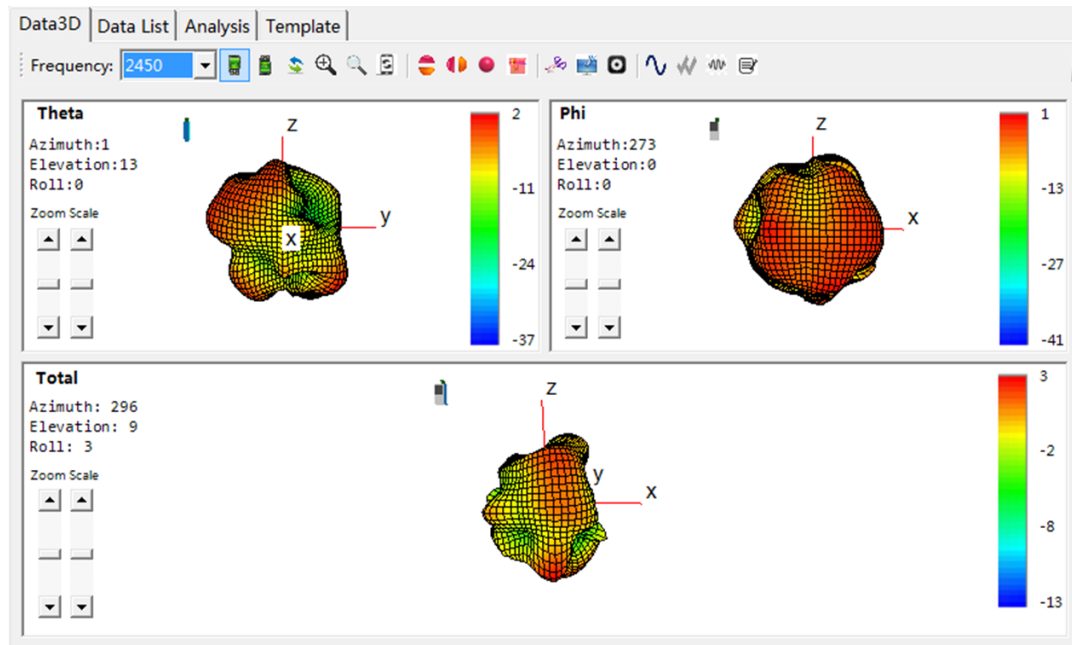 Data3D Data List Analysis Template
Frequency: 2450
Theta
Azimuth:1
Elevation:13
Roll:0
Zoom Scale
z
y
x
2
-11
-24
-37
Phi
Azimuth:273
Elevation:0
Roll:0
Zoom Scale
z
x
1
-13
-27
-41
Total
Azimuth: 296
Elevation: 9
Roll: 3
Zoom Scale
z
y
x
3
-2
-8
-13